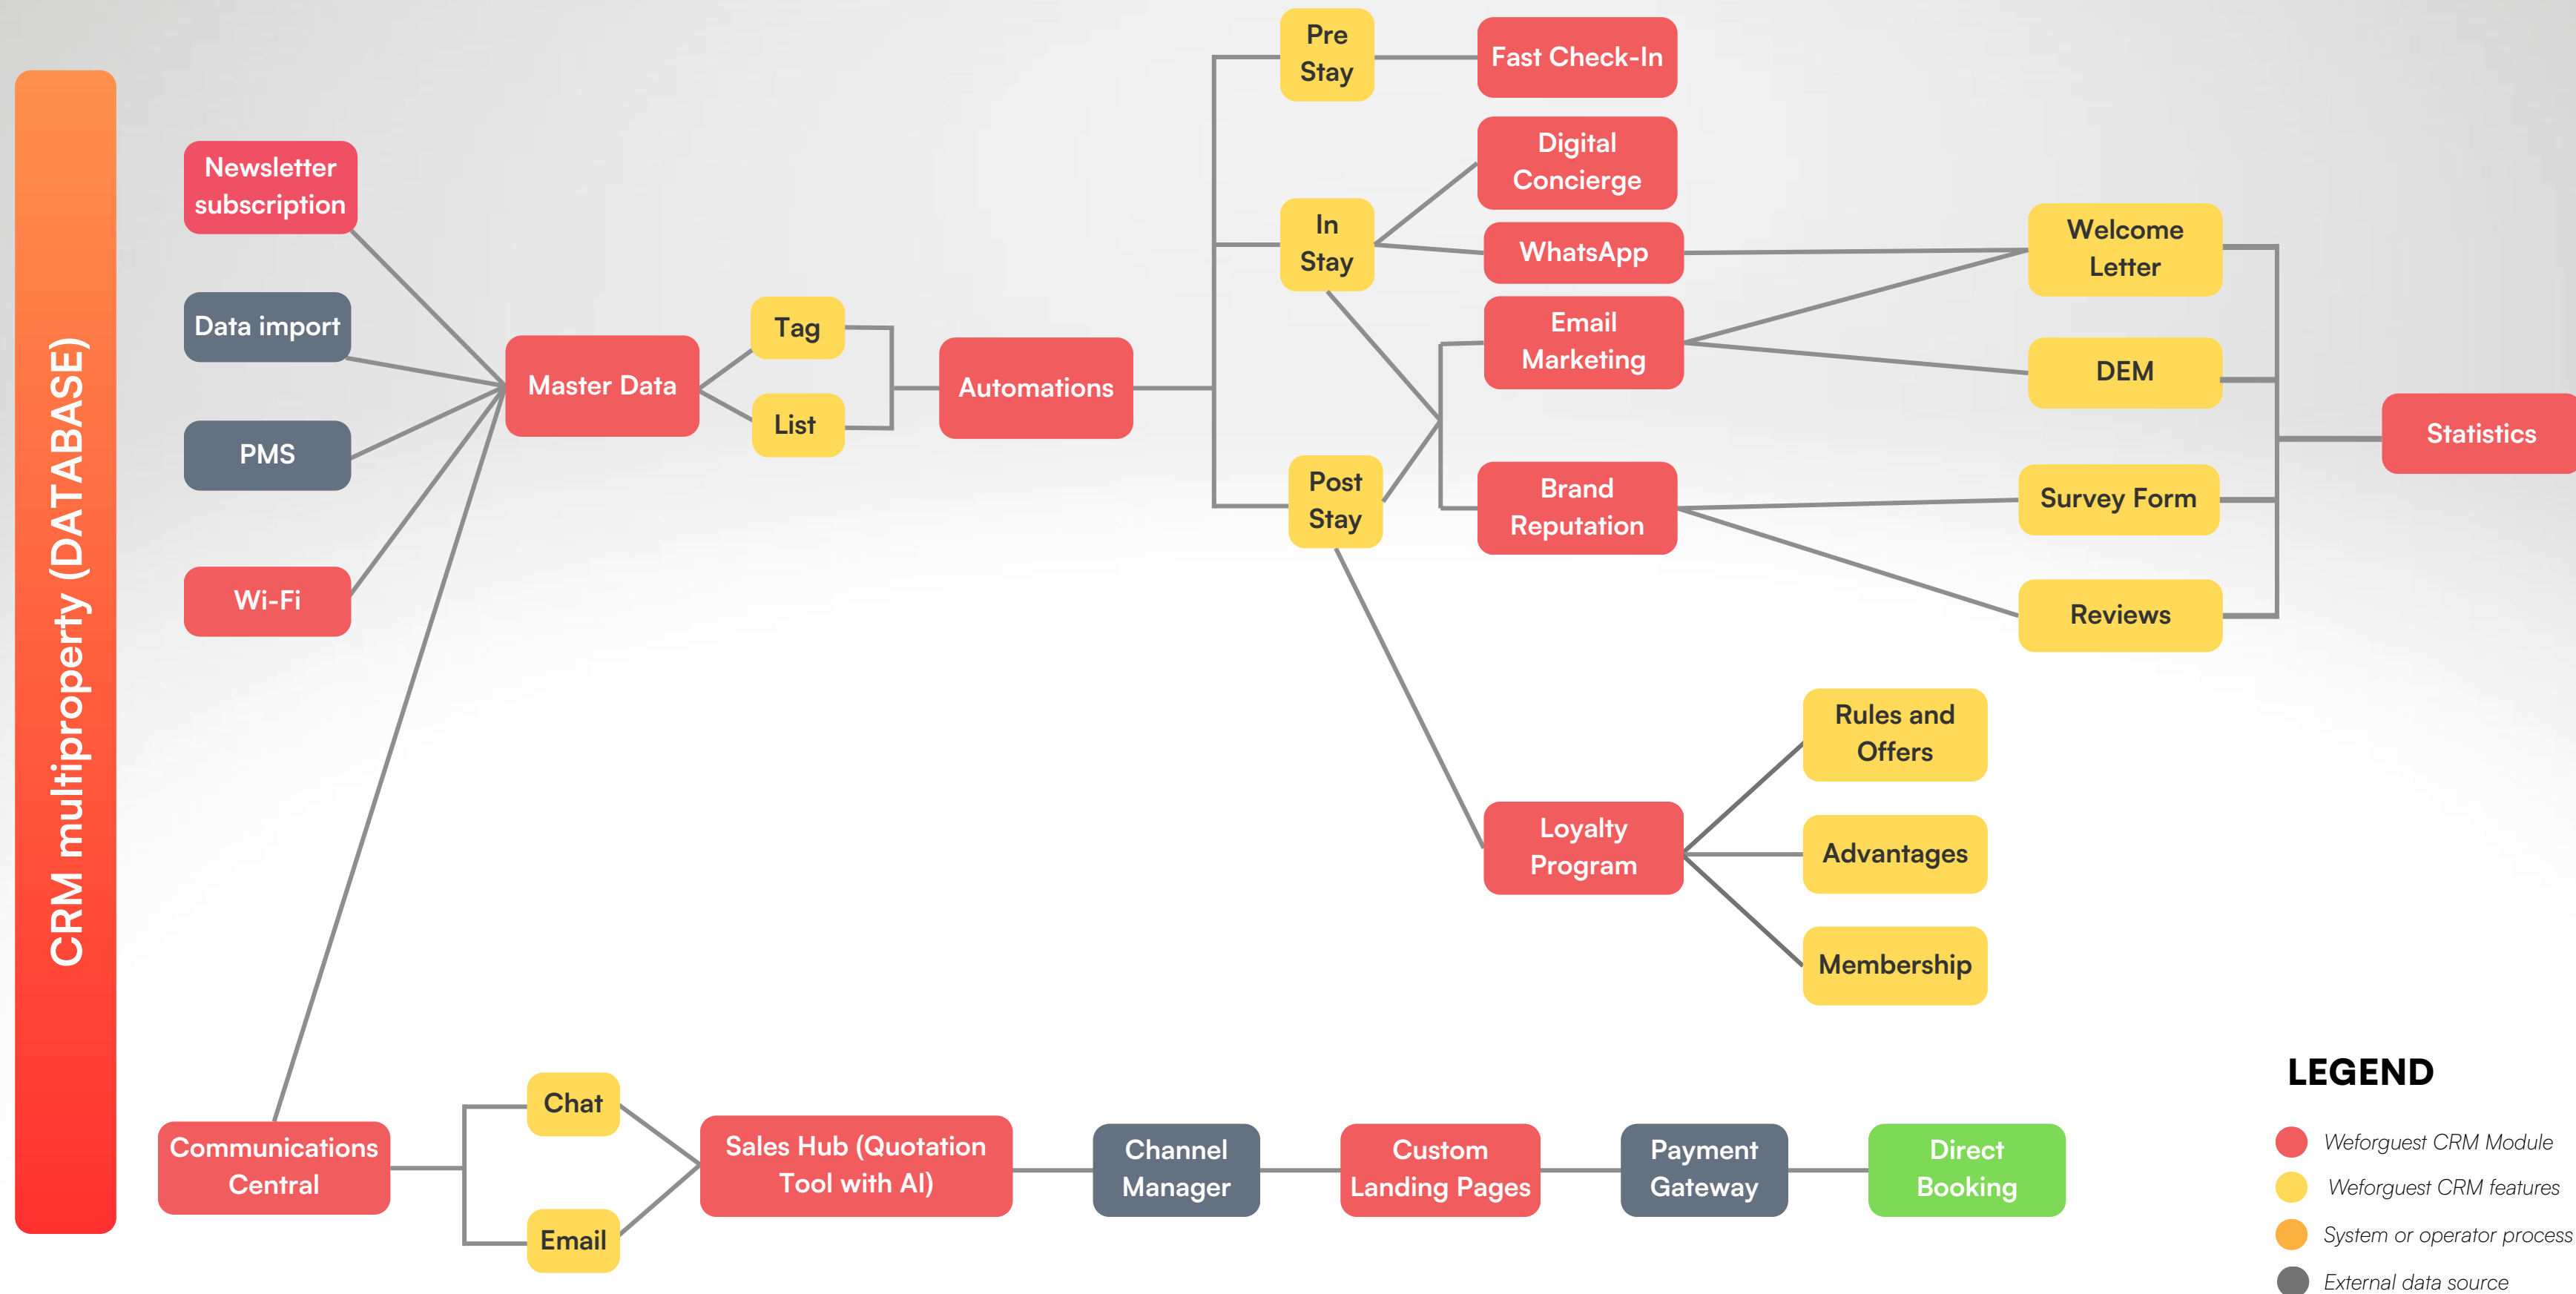 CRM multiproperty (DATABASE)
Newsletter
subscription
Data import
PMS
Wi-Fi
Master Data
Tag
List
Automations
Pre
Stay
In
Stay
Post
Stay
Fast Check-In
Digital
Concierge
WhatsApp
Email
Marketing
Brand
Reputation
Welcome
Letter
DEM
Survey Form
Reviews
Statistics
Loyalty
Program
Rules and
Offers
Advantages
Membership
Communications
Central
Chat
Email
Sales Hub (Quotation
Tool with AI)
Channel
Manager
Custom
Landing Pages
Payment
Gateway
Direct
Booking
LEGEND
Weforguest CRM Module
Weforguest CRM features
System or operator process
External data source